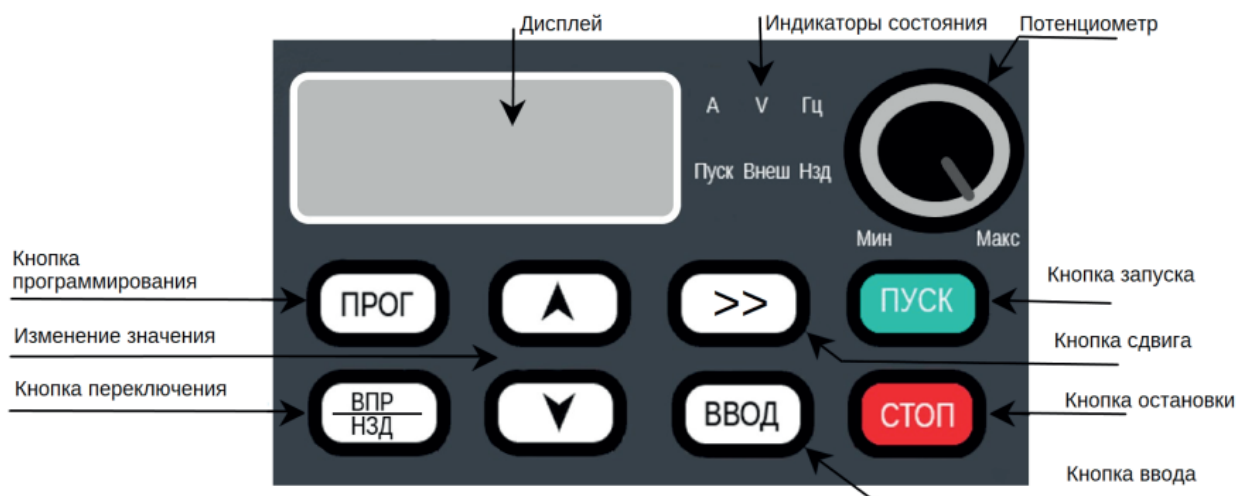 Дисплей
Индикаторы состояния
Потенциометр
А V Гц
Пуск Внеш Нзд
Мин Макс
Кнопка
программирования
Кнопка запуска
ПРОГ
>>
ПУСК
Изменение значения
Кнопка сдвига
Кнопка переключения
ВПР
НЗД
ВВОД
СТОП
Кнопка остановки
Кнопка ввода